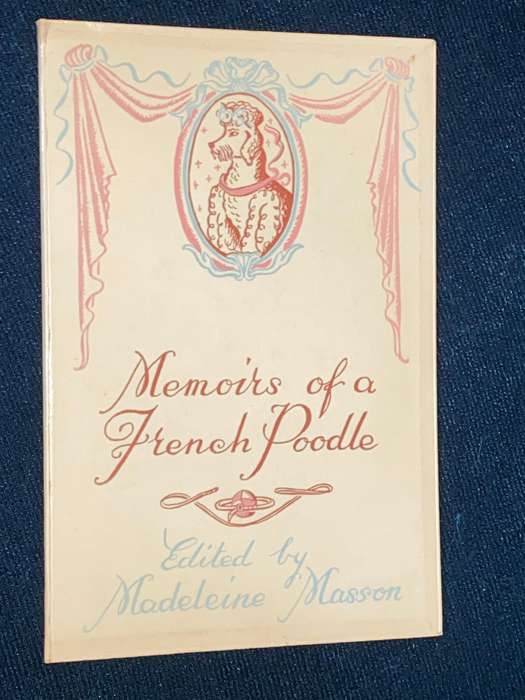 Memoirs of a
French Poodle
Edited by
Madeleine Masson